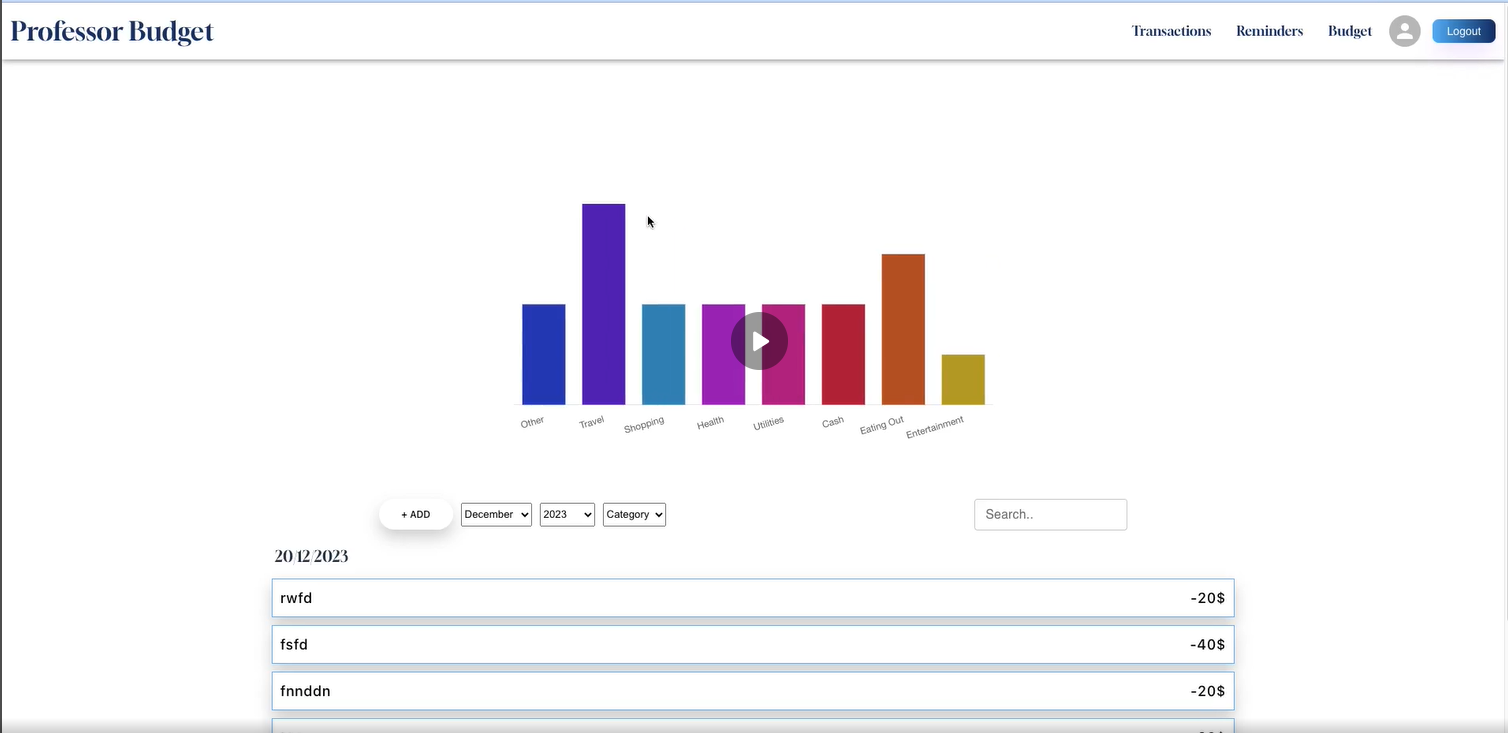 Professor Budget
Transactions Reminders Budget Logout
Other Travel Shopping Health Utilities Cash Eating Out Entertainment
+ ADD December 2023 Category Search..
20/12/2023
rwfd -20$
fsfd -40$
fnnddn -20$